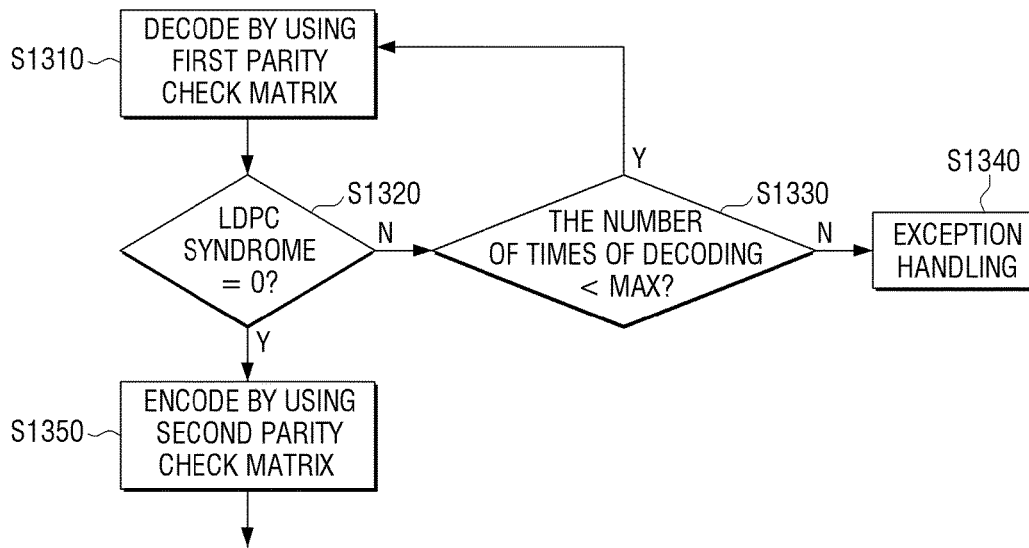 S1310
DECODE BY USING
FIRST PARITY
CHECK MATRIX
S1320
LDPC
SYNDROME
= 0?
N
Y
S1330
THE NUMBER
OF TIMES OF DECODING
< MAX?
Y
N
S1340
EXCEPTION
HANDLING
S1350
ENCODE BY USING
SECOND PARITY
CHECK MATRIX